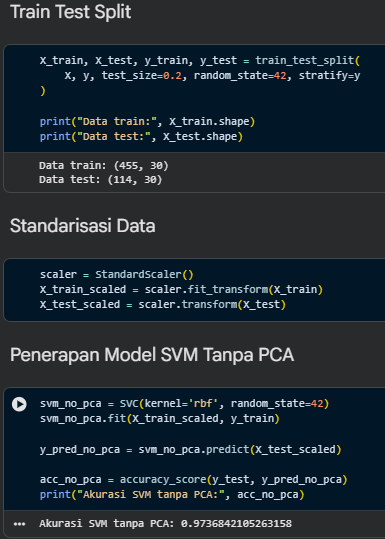 Train Test Split
X_train, X_test, y_train, y_test = train_test_split(
    X, y, test_size=0.2, random_state=42, stratify=y
)
print("Data train:", X_train.shape)
print("Data test:", X_test.shape)
Data train: (455, 30)
Data test: (114, 30)
Standarisasi Data
scaler = StandardScaler()
X_train_scaled = scaler.fit_transform(X_train)
X_test_scaled = scaler.transform(X_test)
Penerapan Model SVM Tanpa PCA
svm_no_pca = SVC(kernel='rbf', random_state=42)
svm_no_pca.fit(X_train_scaled, y_train)
y_pred_no_pca = svm_no_pca.predict(X_test_scaled)
acc_no_pca = accuracy_score(y_test, y_pred_no_pca)
print("Akurasi SVM tanpa PCA:", acc_no_pca)
Akurasi SVM tanpa PCA: 0.9736842105263158